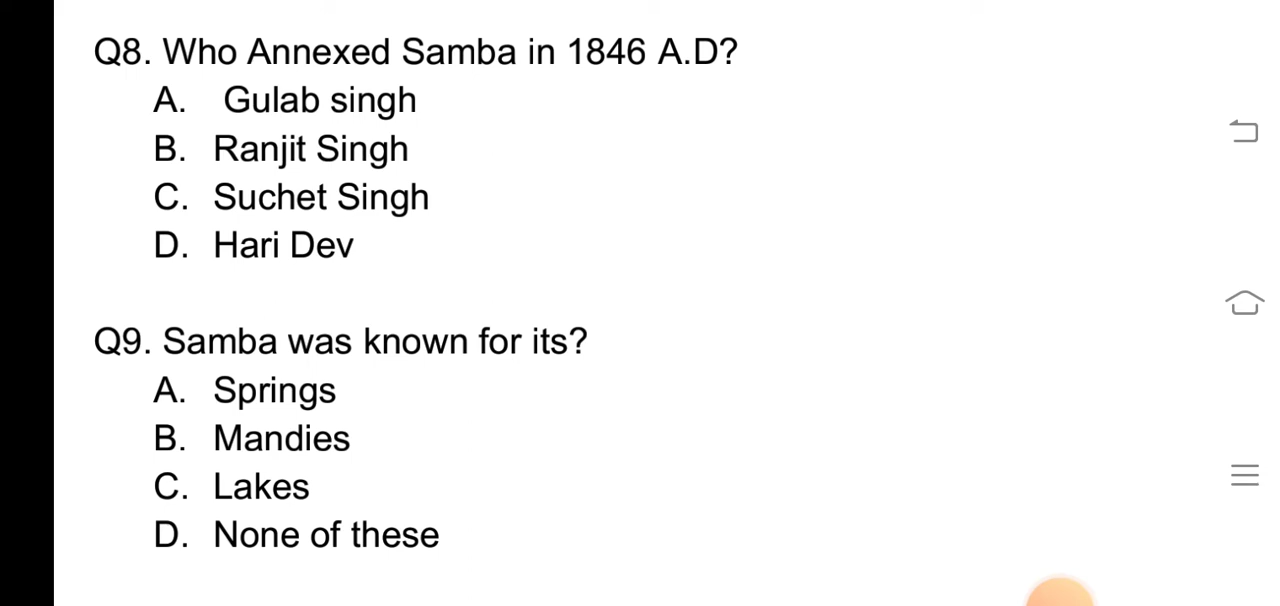 Q8. Who Annexed Samba in 1846 A.D?
A. Gulab singh
B. Ranjit Singh
C. Suchet Singh
D. Hari Dev
Q9. Samba was known for its?
A. Springs
B. Mandies
C. Lakes
D. None of these